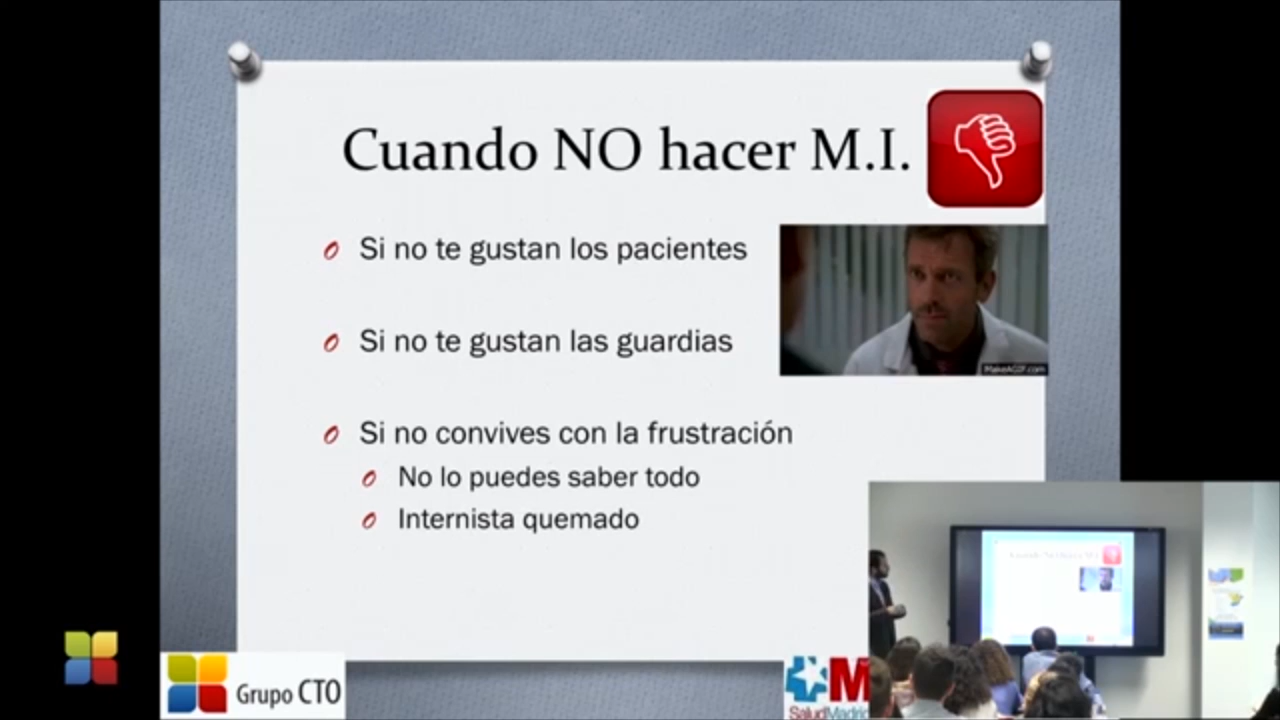 Cuando NO hacer M.I.
Si no te gustan los pacientes
Si no te gustan las guardias
Si no convives con la frustración
No lo puedes saber todo
Internista quemado
MakeAGIF.com
Grupo CTO
M
SaludMadrid